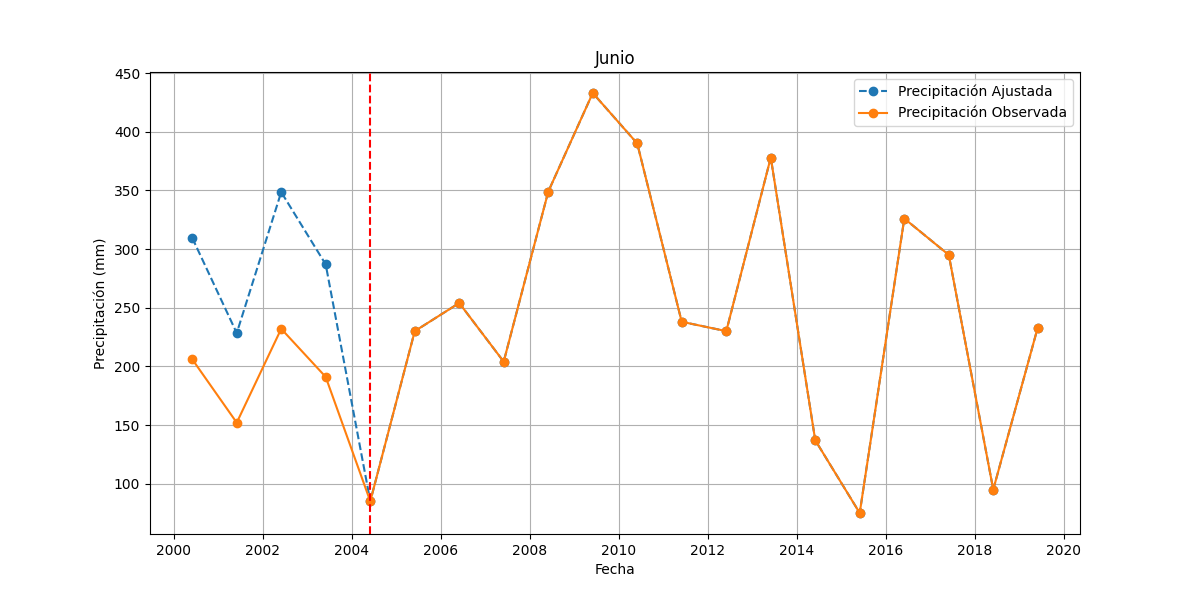 Junio
450
400
350
300
250
200
150
100
Precipitación (mm)
Precipitación Ajustada
Precipitación Observada
2000 2002 2004 2006 2008 2010 2012 2014 2016 2018 2020
Fecha